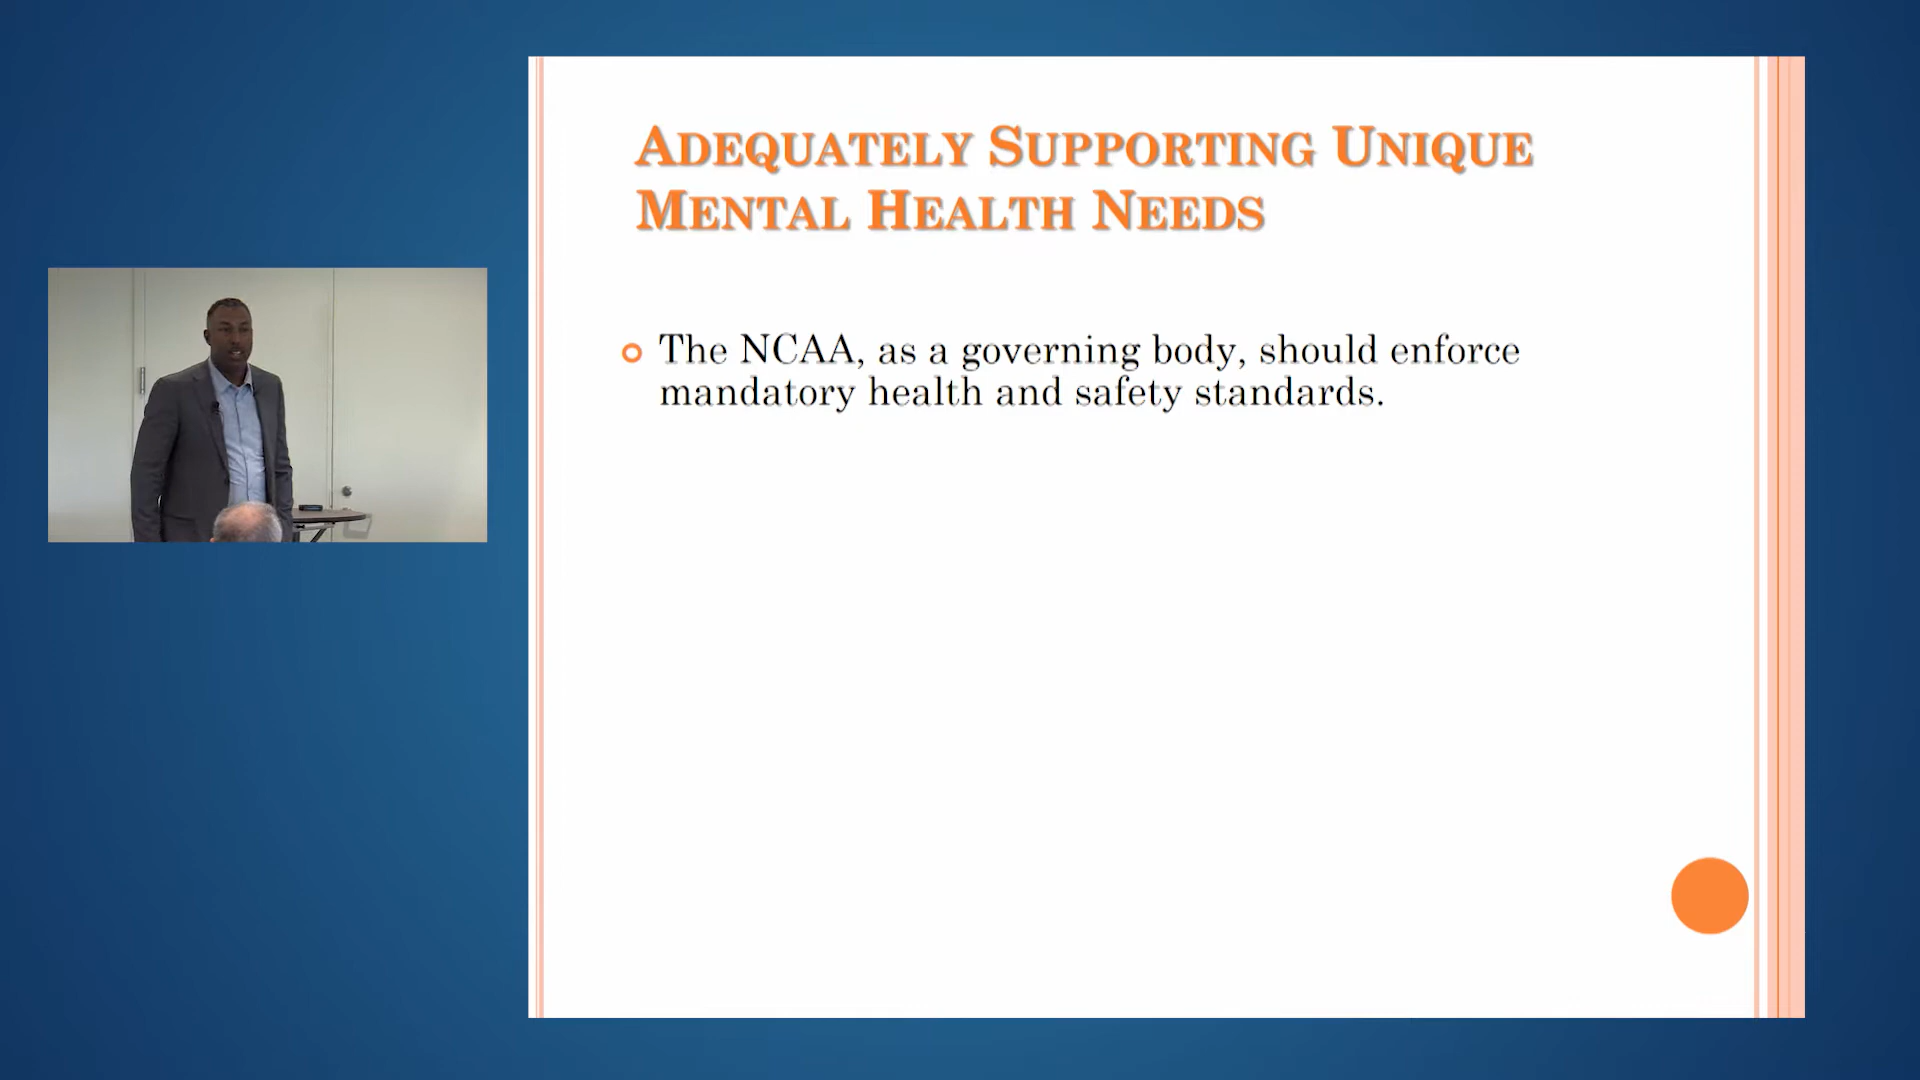 ADEQUATELY SUPPORTING UNIQUE
MENTAL HEALTH NEEDS
The NCAA, as a governing body, should enforce
mandatory health and safety standards.